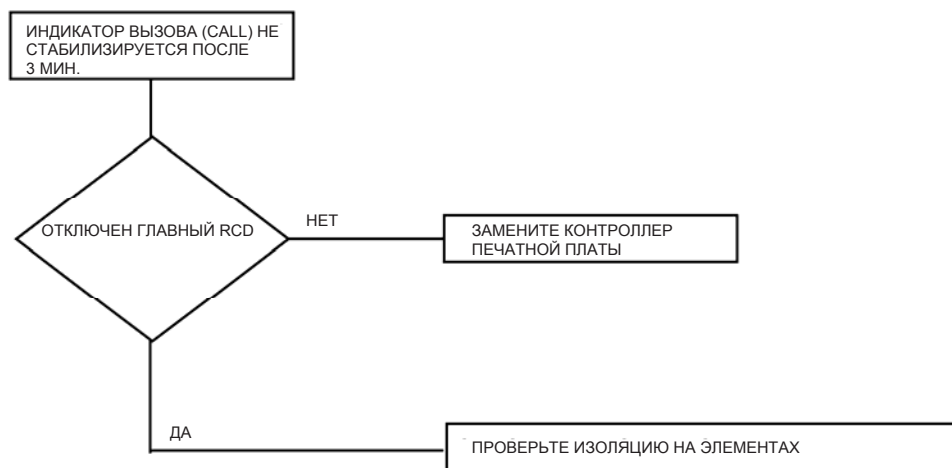 ИНДИКАТОР ВЫЗОВА (CALL) НЕ
СТАБИЛИЗИРУЕТСЯ ПОСЛЕ
3 МИН.
ОТКЛЮЧЕН ГЛАВНЫЙ RCD
НЕТ
ЗАМЕНИТЕ КОНТРОЛЛЕР
ПЕЧАТНОЙ ПЛАТЫ
ДА
ПРОВЕРЬТЕ ИЗОЛЯЦИЮ НА ЭЛЕМЕНТАХ